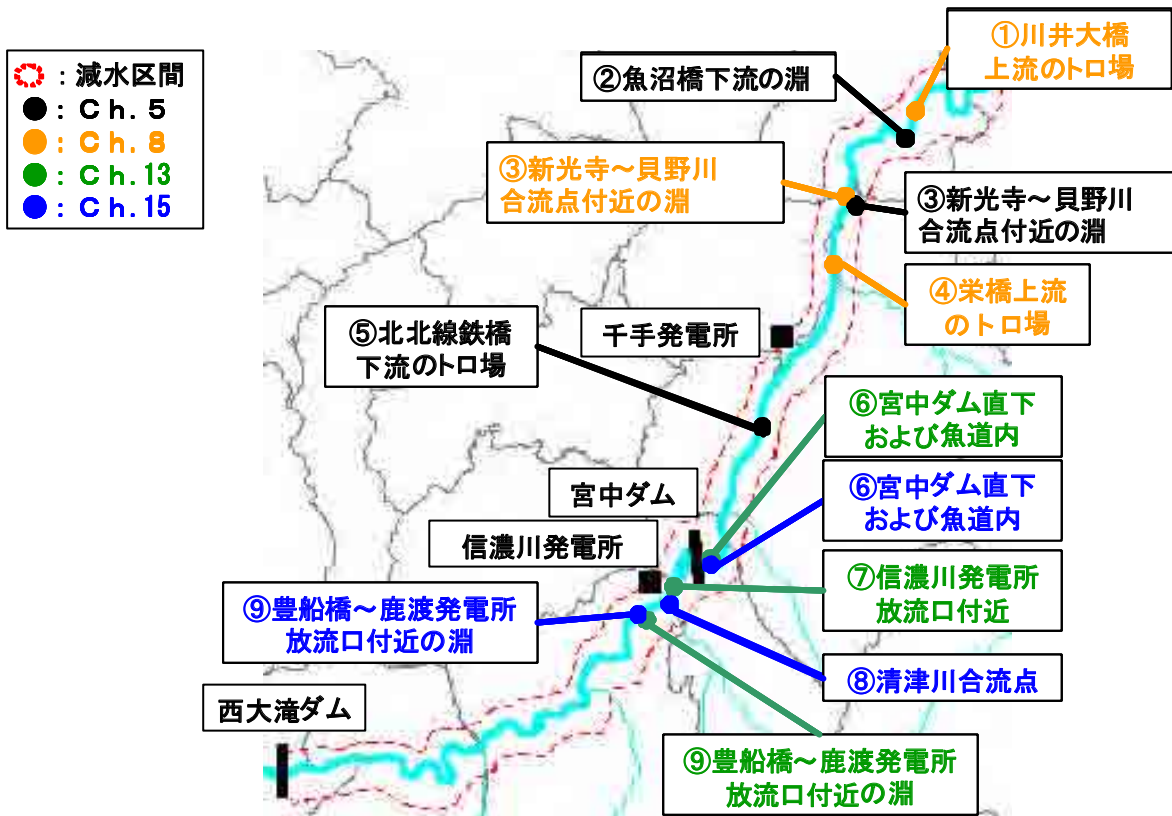 ：減水区間
：Ｃｈ．５
：Ｃｈ．８
：Ｃｈ．13
：Ｃｈ．15
①川井大橋
上流のトロ場
②魚沼橋下流の淵
③新光寺～貝野川
合流点付近の淵
③新光寺～貝野川
合流点付近の淵
④栄橋上流
のトロ場
千手発電所
⑤北北線鉄橋
下流のトロ場
⑥宮中ダム直下
および魚道内
宮中ダム
⑥宮中ダム直下
および魚道内
信濃川発電所
⑦信濃川発電所
放流口付近
⑨豊船橋～鹿渡発電所
放流口付近の淵
⑧清津川合流点
西大滝ダム
⑨豊船橋～鹿渡発電所
放流口付近の淵